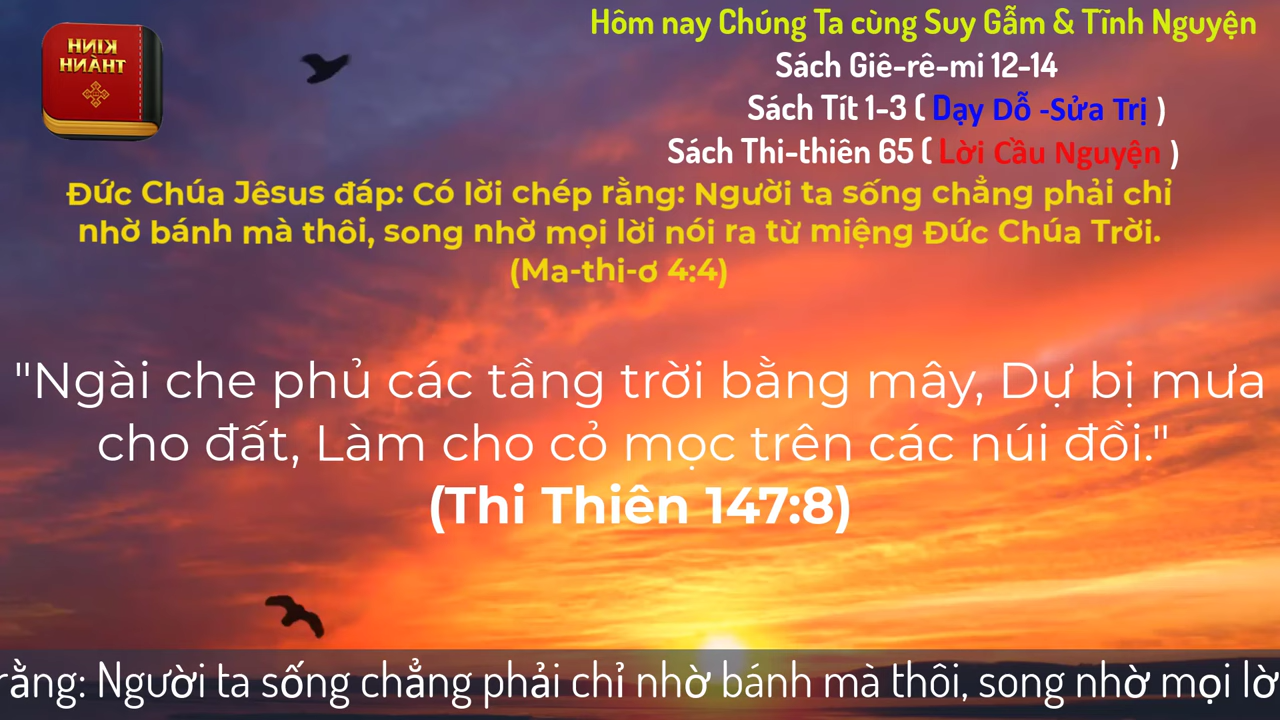 KINH
THÀNH
Hôm nay Chúng Ta cùng Suy Gẫm & Tĩnh Nguyện
Sách Giê-rê-mi 12-14
Sách Tít 1-3 ( Dạy Dỗ -Sửa Trị )
Sách Thi-thiên 65 ( Lời Cầu Nguyện )
Đức Chúa Jêsus đáp: Có lời chép rằng: Người ta sống chẳng phải chỉ
nhờ bánh mà thôi, song nhờ mọi lời nói ra từ miệng Đức Chúa Trời.
(Ma-thi-ơ 4:4)
"Ngài che phủ các tầng trời bằng mây, Dự bị mưa
cho đất, Làm cho cỏ mọc trên các núi đồi."
(Thi Thiên 147:8)
rằng: Người ta sống chẳng phải chỉ nhờ bánh mà thôi, song nhờ mọi lờ